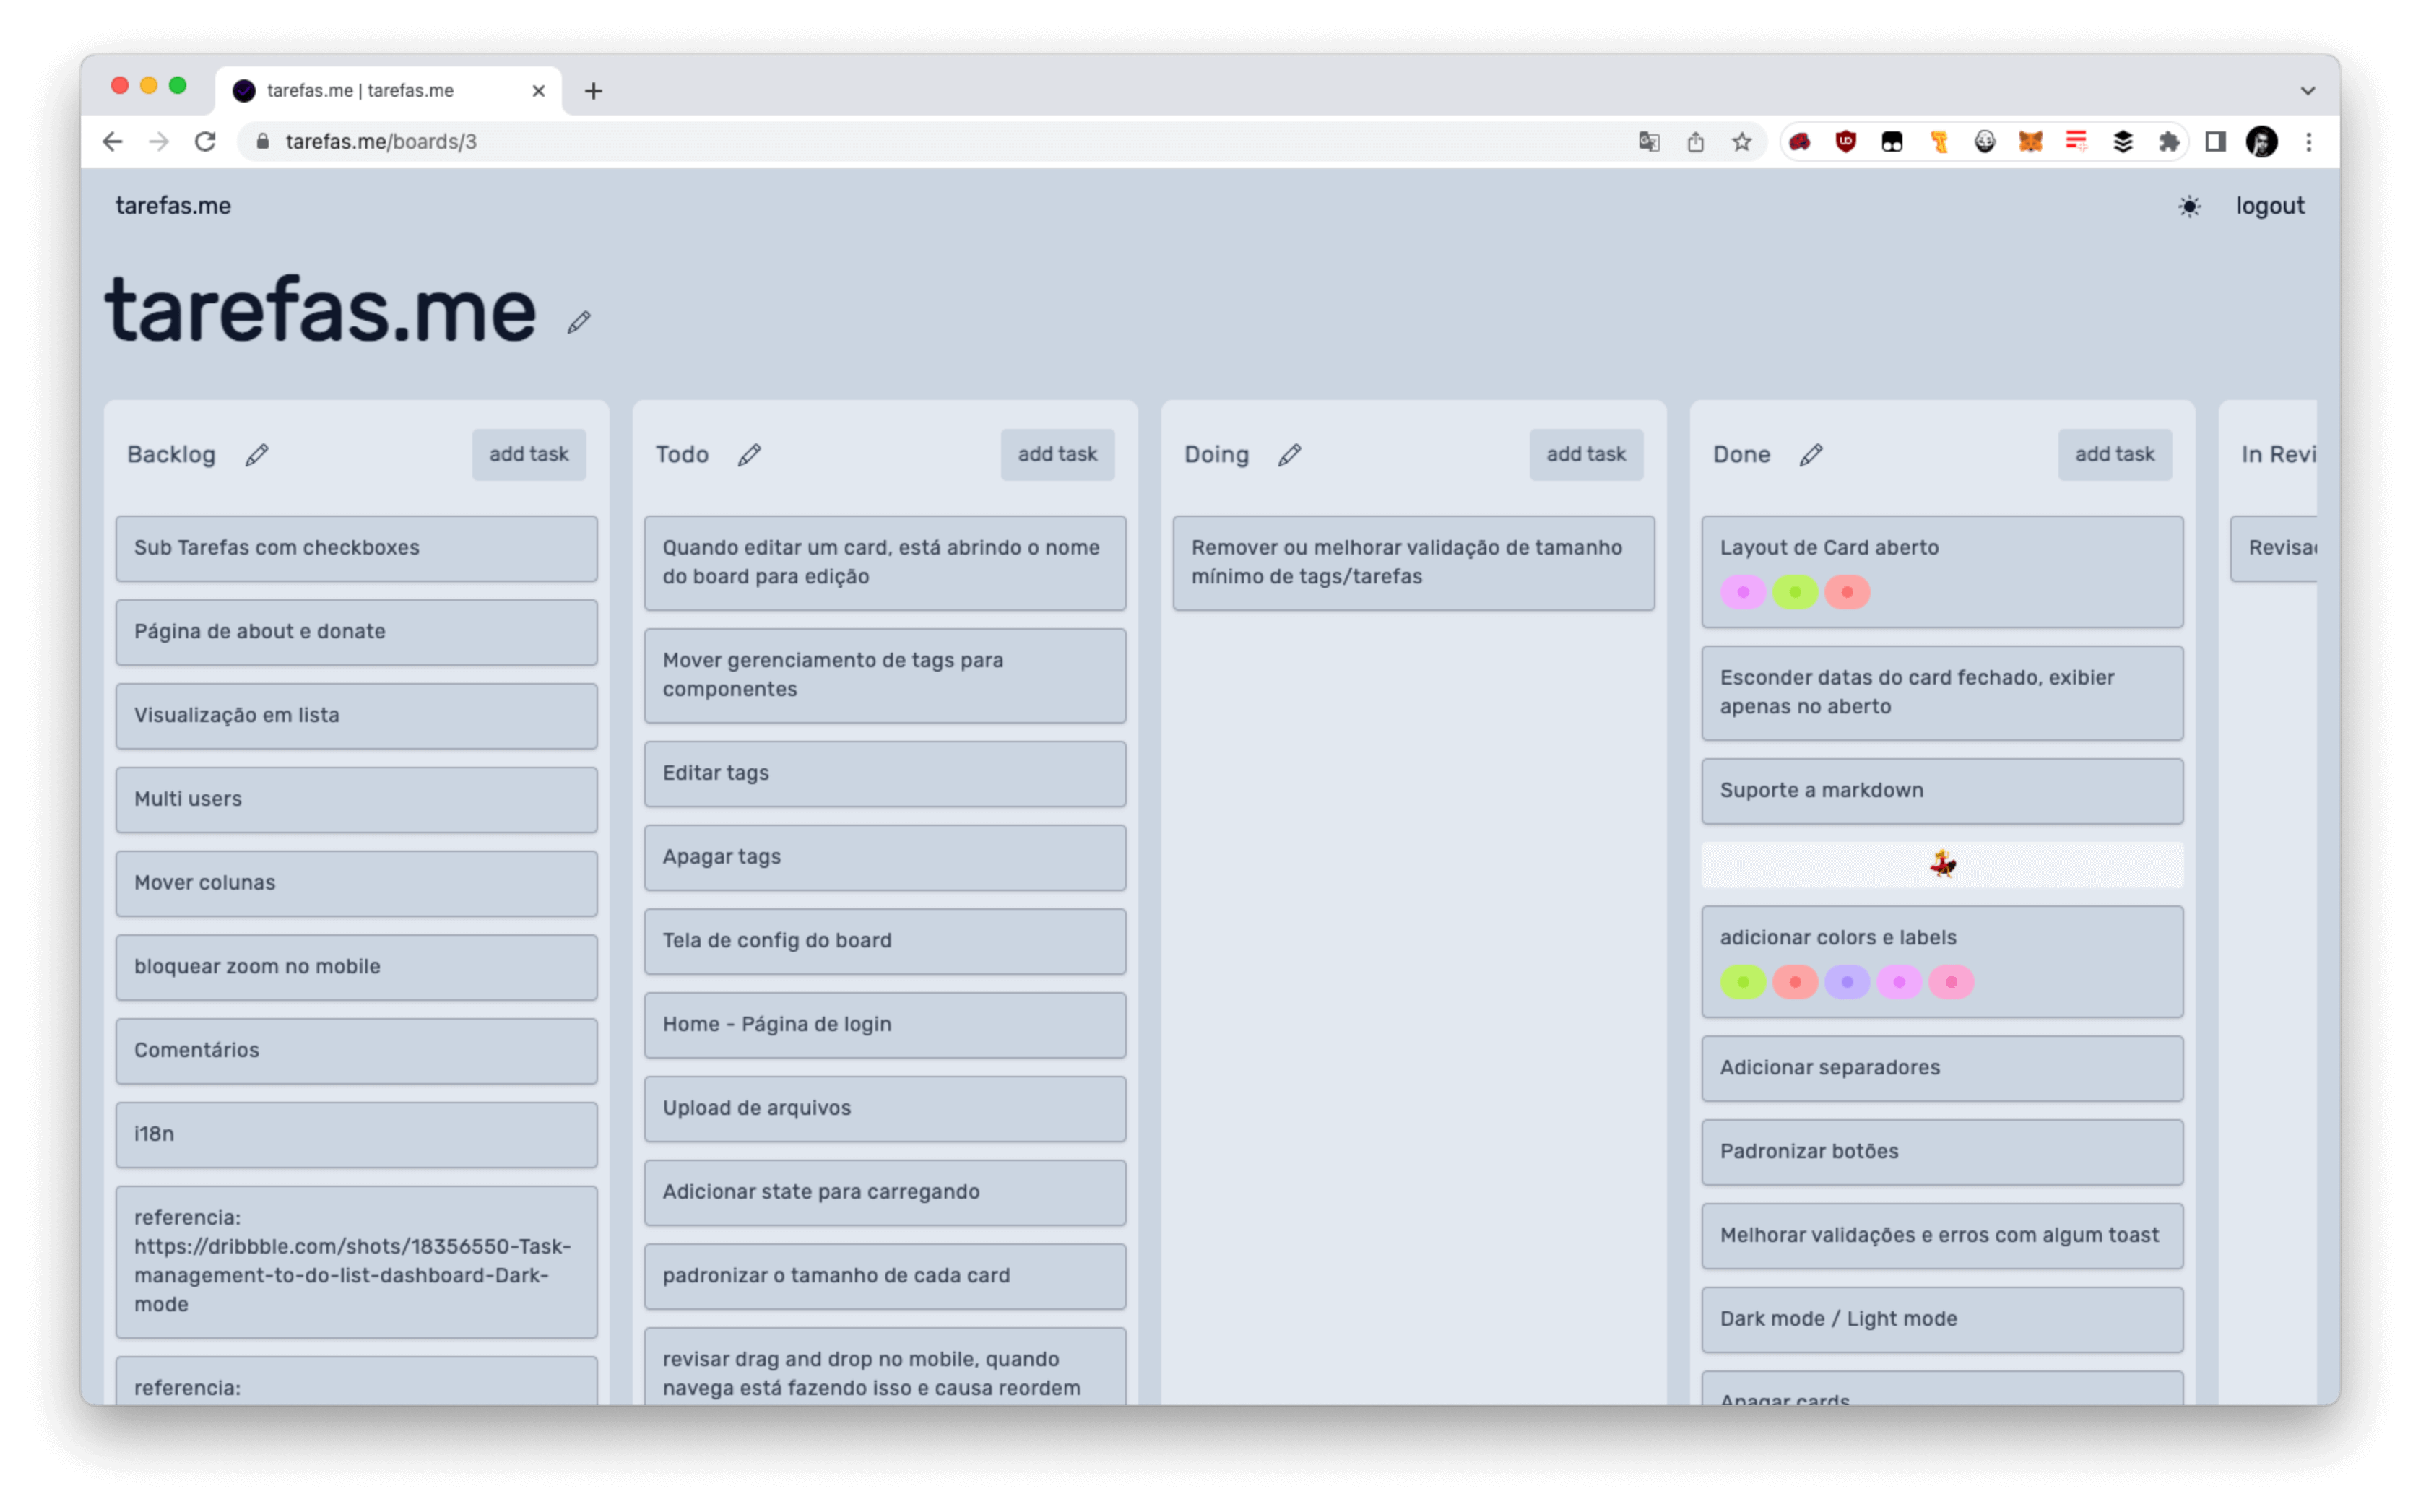 tarefas.me | tarefas.me
tarefas.me/boards/3
tarefas.me
logout
tarefas.me
Backlog
add task
Sub Tarefas com checkboxes
Página de about e donate
Visualização em lista
Multi users
Mover colunas
bloquear zoom no mobile
Comentários
i18n
referencia:
https://dribbble.com/shots/18356550-Task-
management-to-do-list-dashboard-Dark-
mode
referencia:
Todo
add task
Quando editar um card, está abrindo o nome
do board para edição
Mover gerenciamento de tags para
componentes
Editar tags
Apagar tags
Tela de config do board
Home - Página de login
Upload de arquivos
Adicionar state para carregando
padronizar o tamanho de cada card
revisar drag and drop no mobile, quando
navega está fazendo isso e causa reordem
Doing
add task
Remover ou melhorar validação de tamanho
mínimo de tags/tarefas
Done
add task
Layout de Card aberto
Esconder datas do card fechado, exibier
apenas no aberto
Suporte a markdown
adicionar colors e labels
Adicionar separadores
Padronizar botões
Melhorar validações e erros com algum toast
Dark mode / Light mode
Apagar cards
In Revi
Revisa